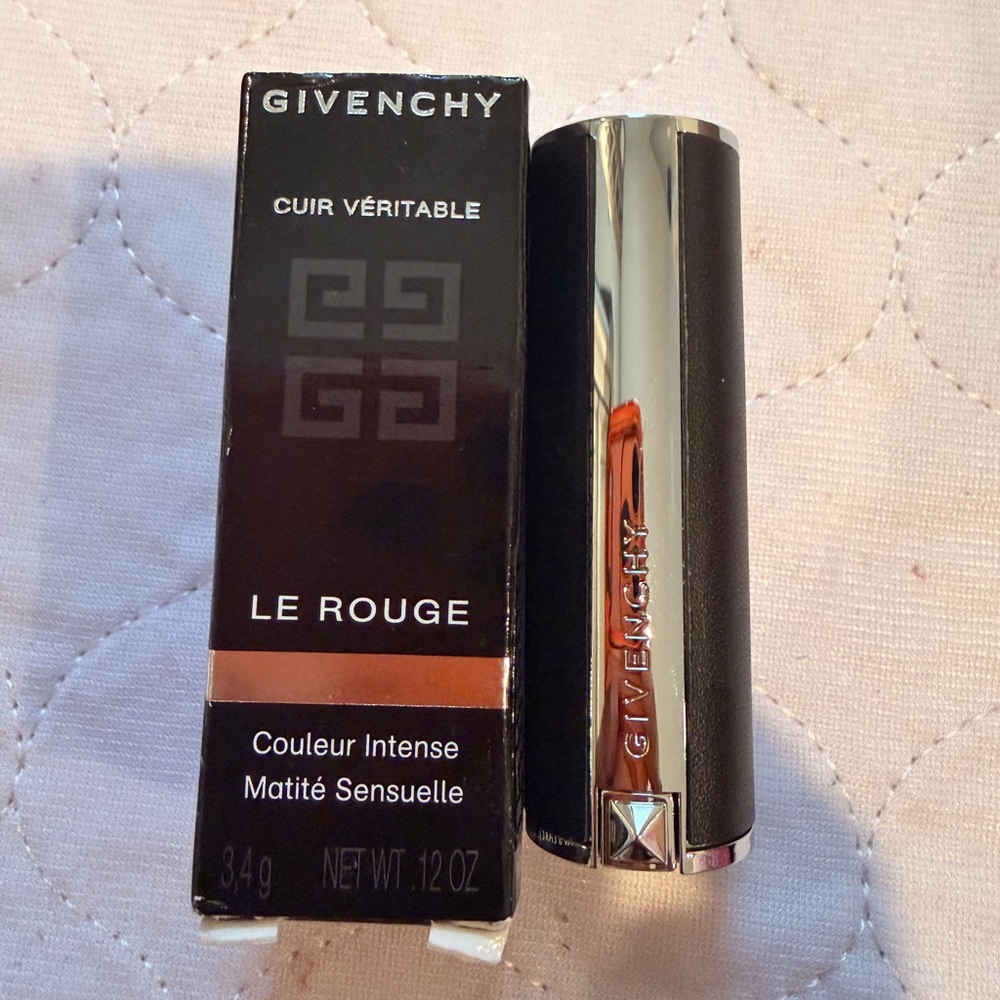 GIVENCHY
CUIR VÉRITABLE
LE ROUGE
Couleur Intense
Matité Sensuelle
3,4 g NET WT .12 OZ
GIVENCHY